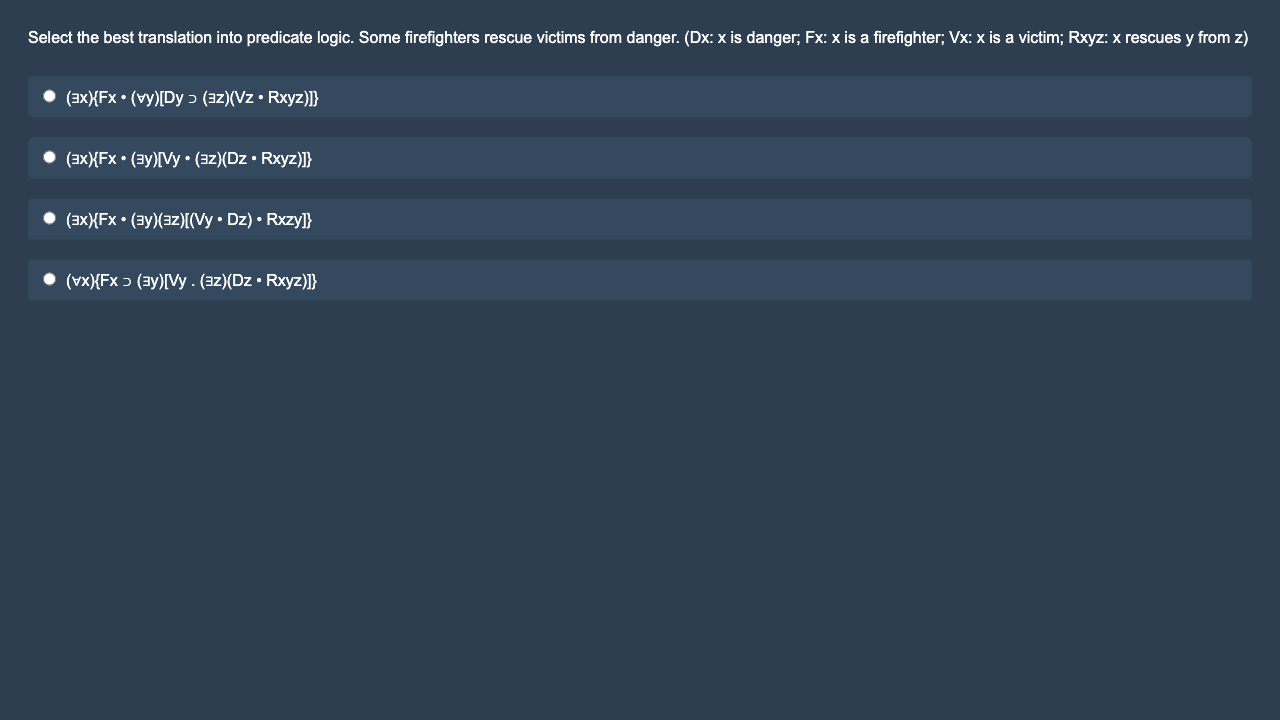 Select the best translation into predicate logic. Some firefighters rescue victims from danger. (Dx: x is danger; Fx: x is a firefighter; Vx: x is a victim; Rxyz: x rescues y from z)
(∃x){Fx • (∀y)[Dy ⊃ (∃z)(Vz • Rxyz)]}
(∃x){Fx • (∃y)[Vy • (∃z)(Dz • Rxyz)]}
(∃x){Fx • (∃y)(∃z)[(Vy • Dz) • Rxzy]}
(∀x){Fx ⊃ (∃y)[Vy . (∃z)(Dz • Rxyz)]}